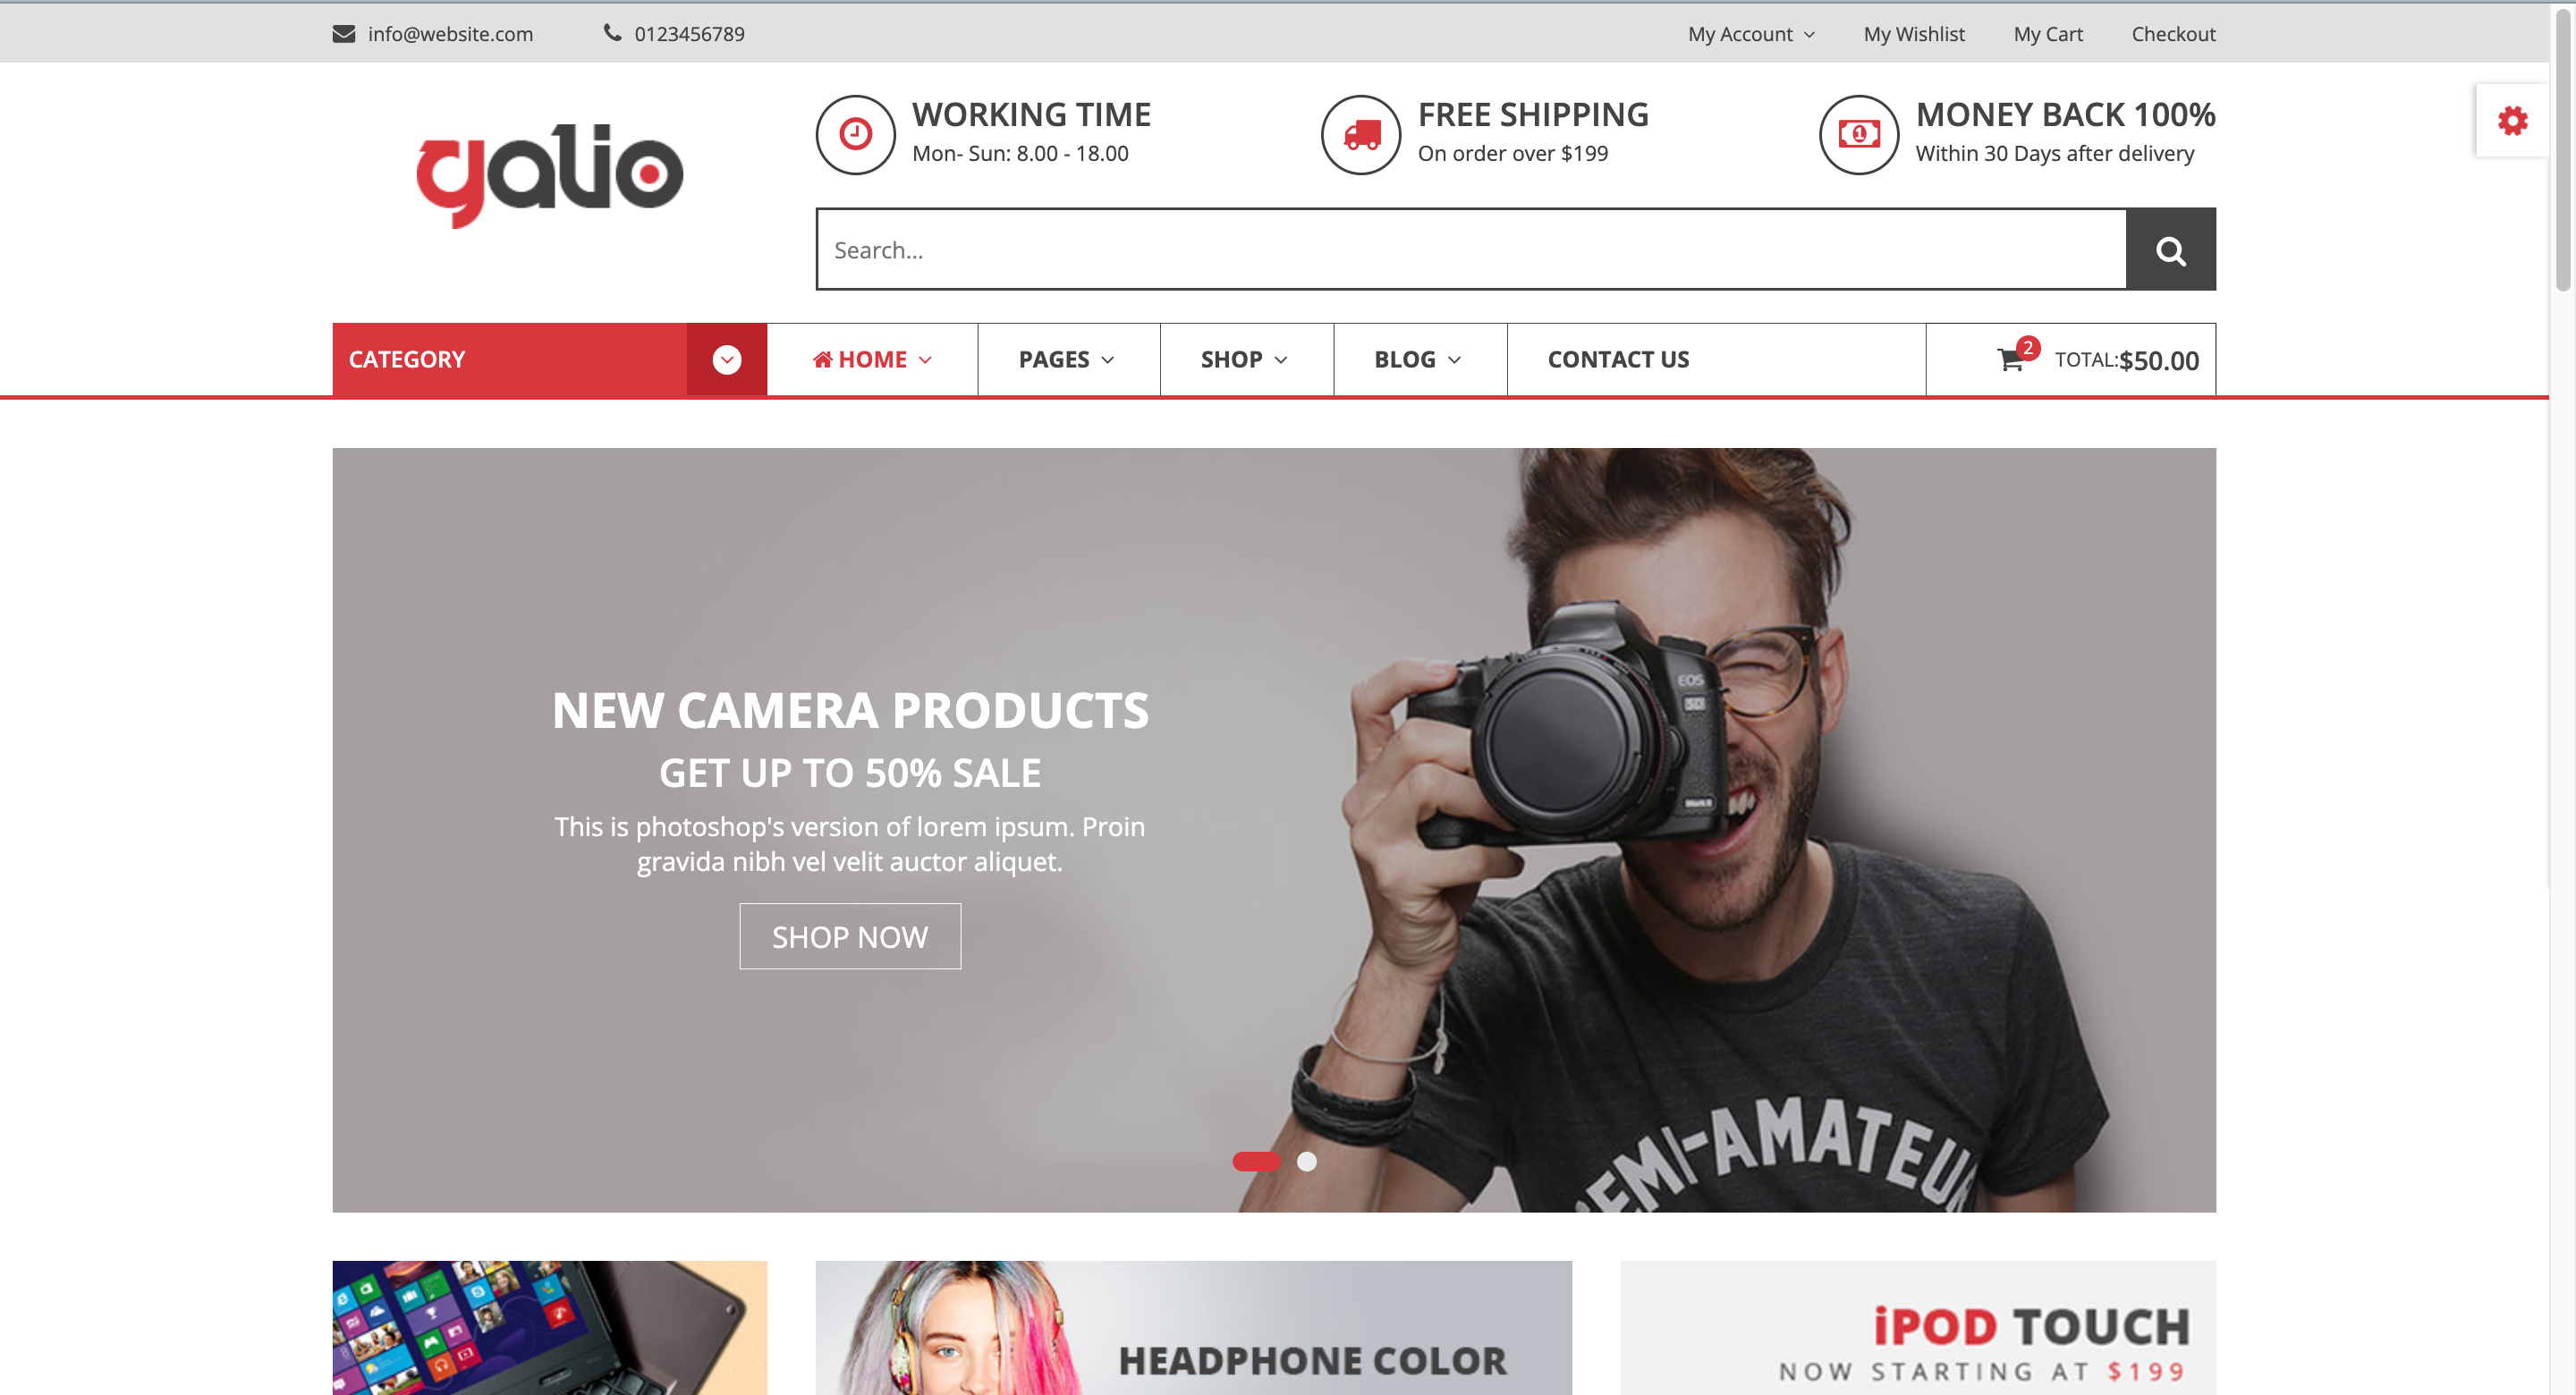 info@website.com
0123456789
My Account
My Wishlist
My Cart
Checkout
galio
WORKING TIME
Mon- Sun: 8.00 - 18.00
FREE SHIPPING
On order over $199
MONEY BACK 100%
Within 30 Days after delivery
Search...
CATEGORY
HOME
PAGES
SHOP
BLOG
CONTACT US
2
TOTAL:$50.00
NEW CAMERA PRODUCTS
GET UP TO 50% SALE
This is photoshop's version of lorem ipsum. Proin
gravida nibh vel velit auctor aliquet.
SHOP NOW
EOS
5D
Mark II
EMI-AMATEUR
HEADPHONE COLOR
iPOD TOUCH
NOW STARTING AT $199